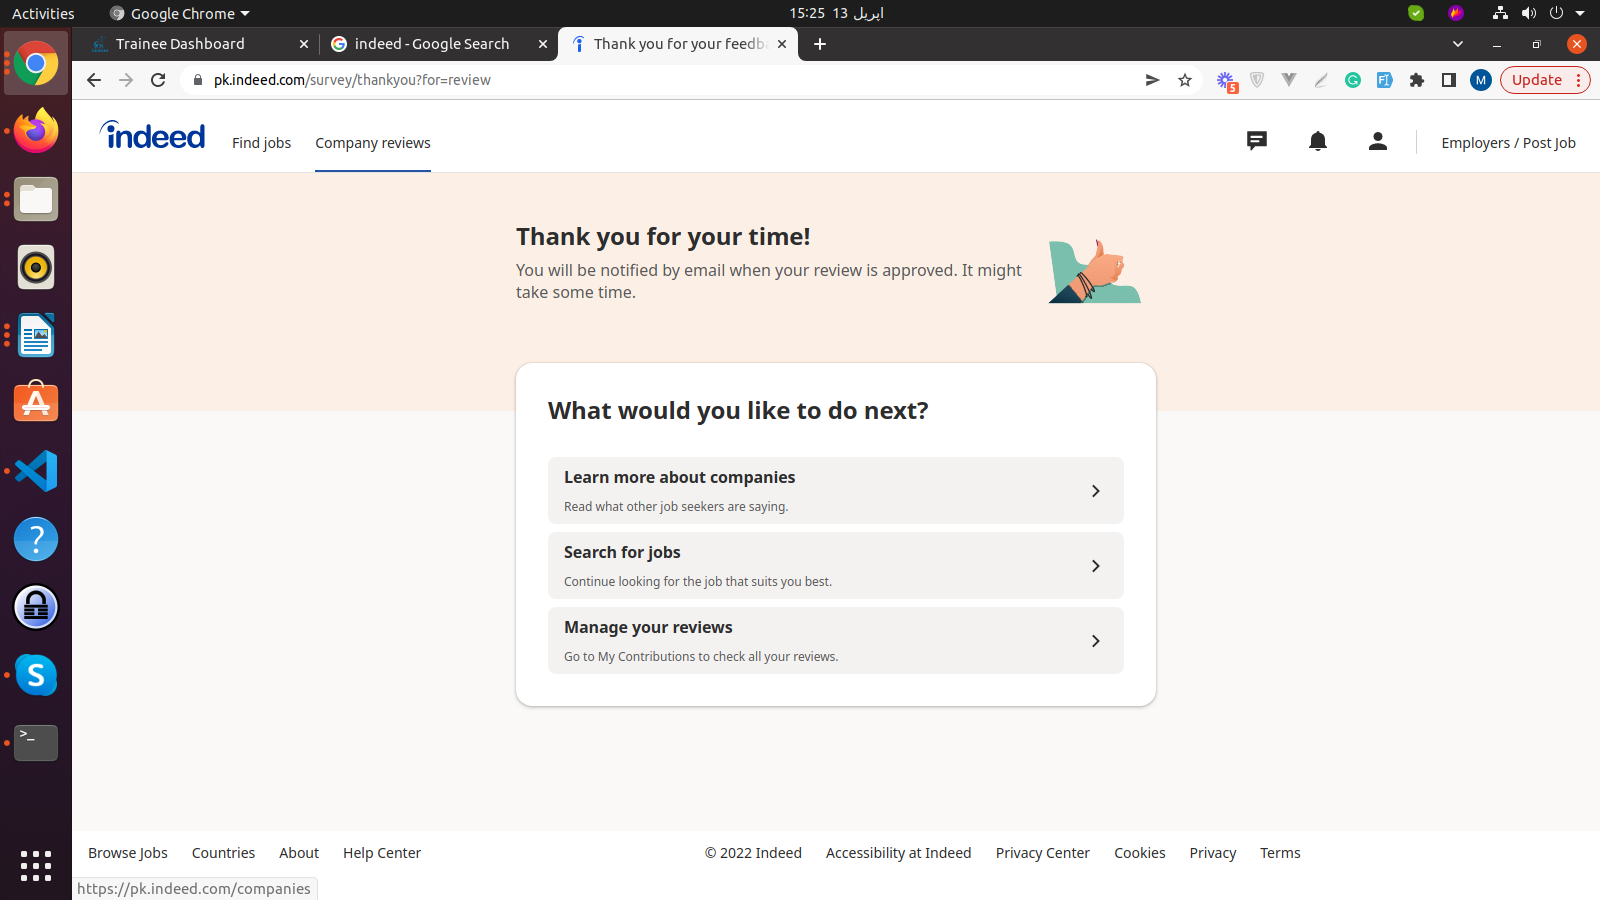 Activities
Google Chrome
15:25 13 اپریل
Trainee Dashboard
indeed - Google Search
Thank you for your feedba
pk.indeed.com/survey/thankyou?for=review
5
M
Update
indeed
Find jobs
Company reviews
Employers / Post Job
Thank you for your time!
You will be notified by email when your review is approved. It might
take some time.
What would you like to do next?
Learn more about companies
Read what other job seekers are saying.
Search for jobs
Continue looking for the job that suits you best.
Manage your reviews
Go to My Contributions to check all your reviews.
Browse Jobs
Countries
About
Help Center
© 2022 Indeed
Accessibility at Indeed
Privacy Center
Cookies
Privacy
Terms
https://pk.indeed.com/companies